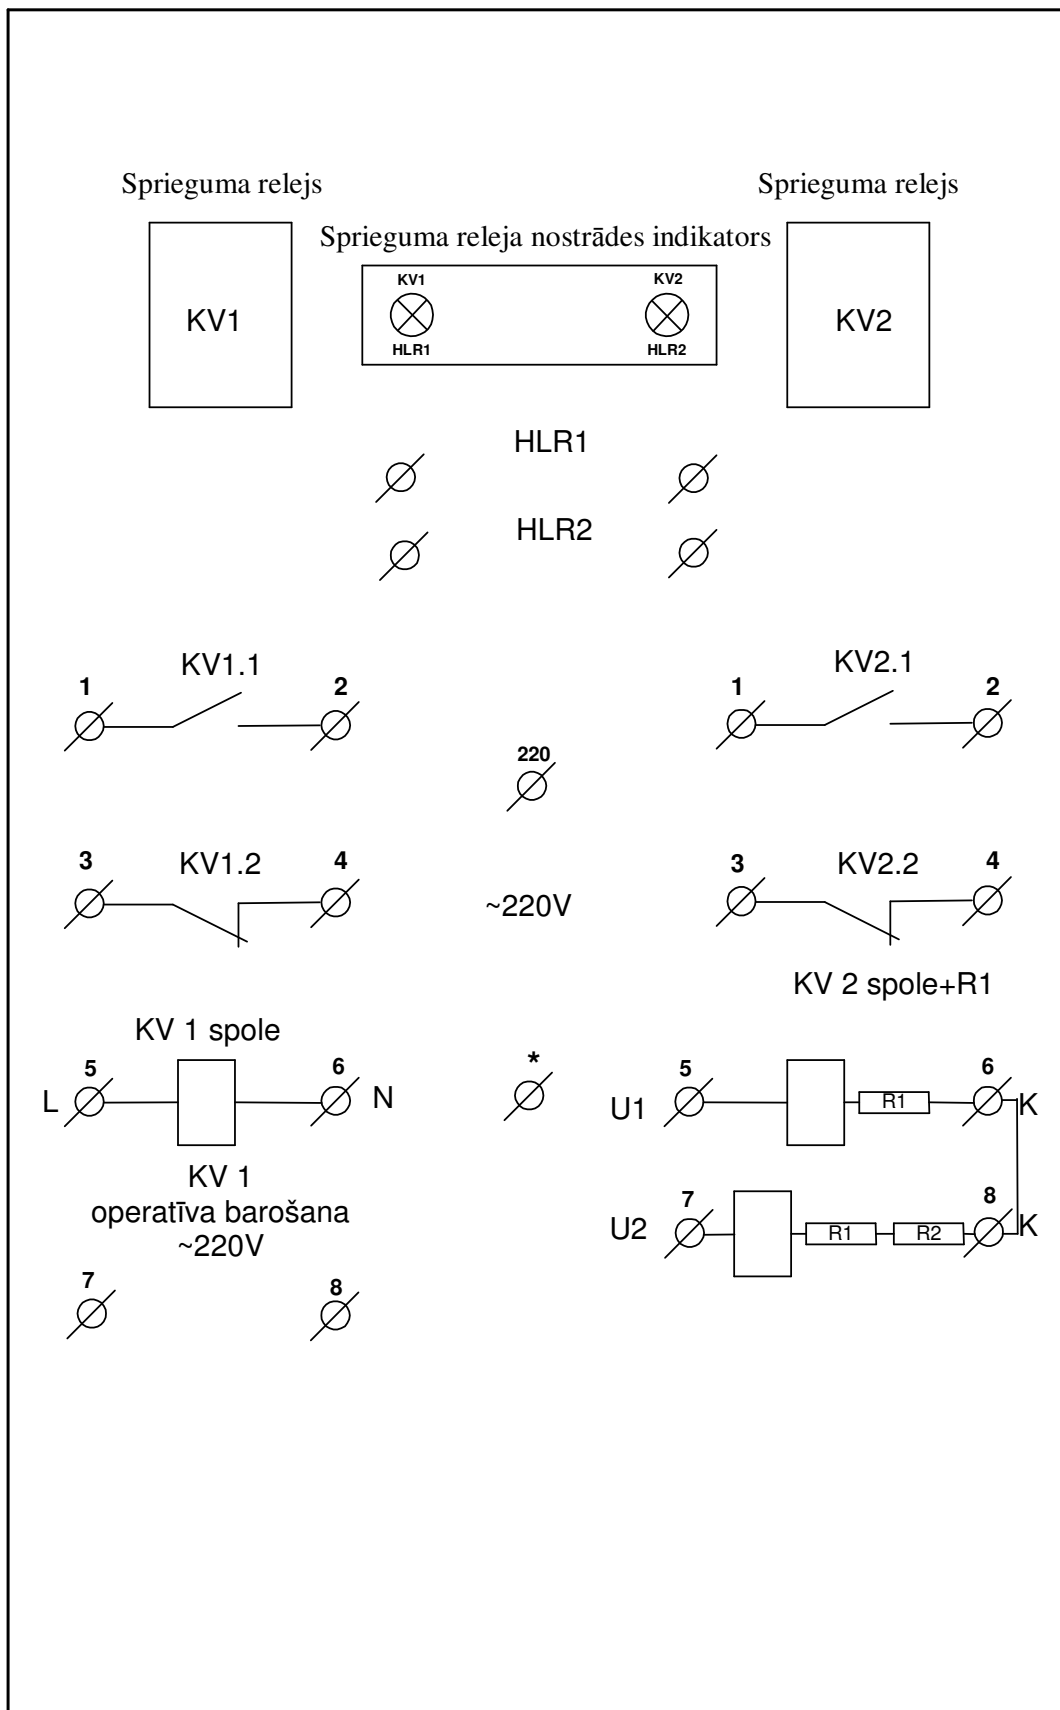 Sprieguma relejs
Sprieguma relejs
Sprieguma releja nostrādes indikators
KV1
KV2
KV1
KV2
HLR1
HLR2
HLR1
HLR2
KV1.1
KV2.1
1
2
1
2
220
3
KV1.2
4
3
KV2.2
4
~220V
KV 2 spole+R1
KV 1 spole
L
5
6
N
*
U1
5
R1
6
K
KV 1
operatīva barošana
~220V
U2
7
R1
R2
8
K
7
8